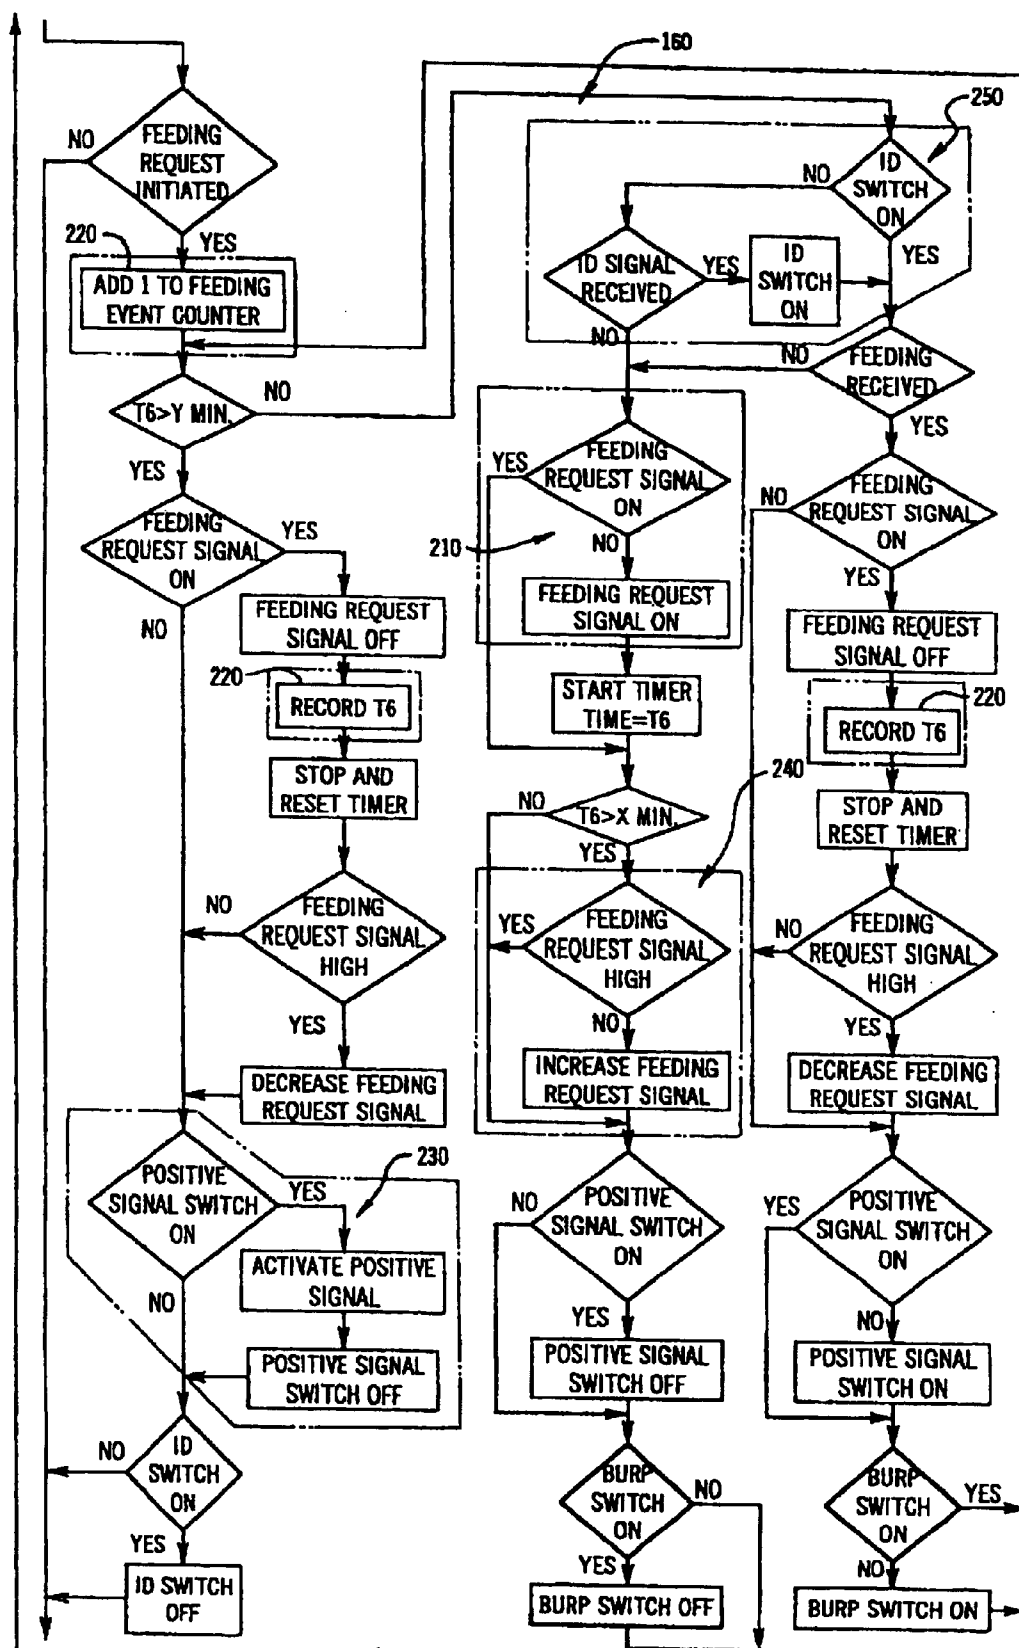 160
250
NO
FEEDING
REQUEST
INITIATED
YES
220
ADD 1 TO FEEDING
EVENT COUNTER
T6>Y MIN.
NO
YES
FEEDING
REQUEST SIGNAL
ON
YES
NO
FEEDING REQUEST
SIGNAL OFF
220
RECORD T6
STOP AND
RESET TIMER
NO
FEEDING
REQUEST SIGNAL
HIGH
YES
DECREASE FEEDING
REQUEST SIGNAL
230
POSITIVE
SIGNAL SWITCH
ON
YES
NO
ACTIVATE POSITIVE
SIGNAL
POSITIVE SIGNAL
SWITCH OFF
NO
ID
SWITCH
ON
YES
ID SWITCH
OFF
ID
SWITCH
ON
NO
YES
ID SIGNAL
RECEIVED
YES
ID
SWITCH
ON
NO
NO
FEEDING
RECEIVED
YES
YES
FEEDING
REQUEST SIGNAL
ON
210
NO
FEEDING REQUEST
SIGNAL ON
START TIMER
TIME=T6
240
NO
T6>X MIN.
YES
YES
FEEDING
REQUEST SIGNAL
HIGH
NO
INCREASE FEEDING
REQUEST SIGNAL
NO
POSITIVE
SIGNAL SWITCH
ON
YES
POSITIVE SIGNAL
SWITCH OFF
BURP
SWITCH
ON
NO
YES
BURP SWITCH OFF
NO
FEEDING
REQUEST SIGNAL
ON
YES
FEEDING REQUEST
SIGNAL OFF
220
RECORD T6
STOP AND
RESET TIMER
NO
FEEDING
REQUEST SIGNAL
HIGH
YES
DECREASE FEEDING
REQUEST SIGNAL
YES
POSITIVE
SIGNAL SWITCH
ON
NO
POSITIVE SIGNAL
SWITCH ON
BURP
SWITCH
ON
YES
NO
BURP SWITCH ON